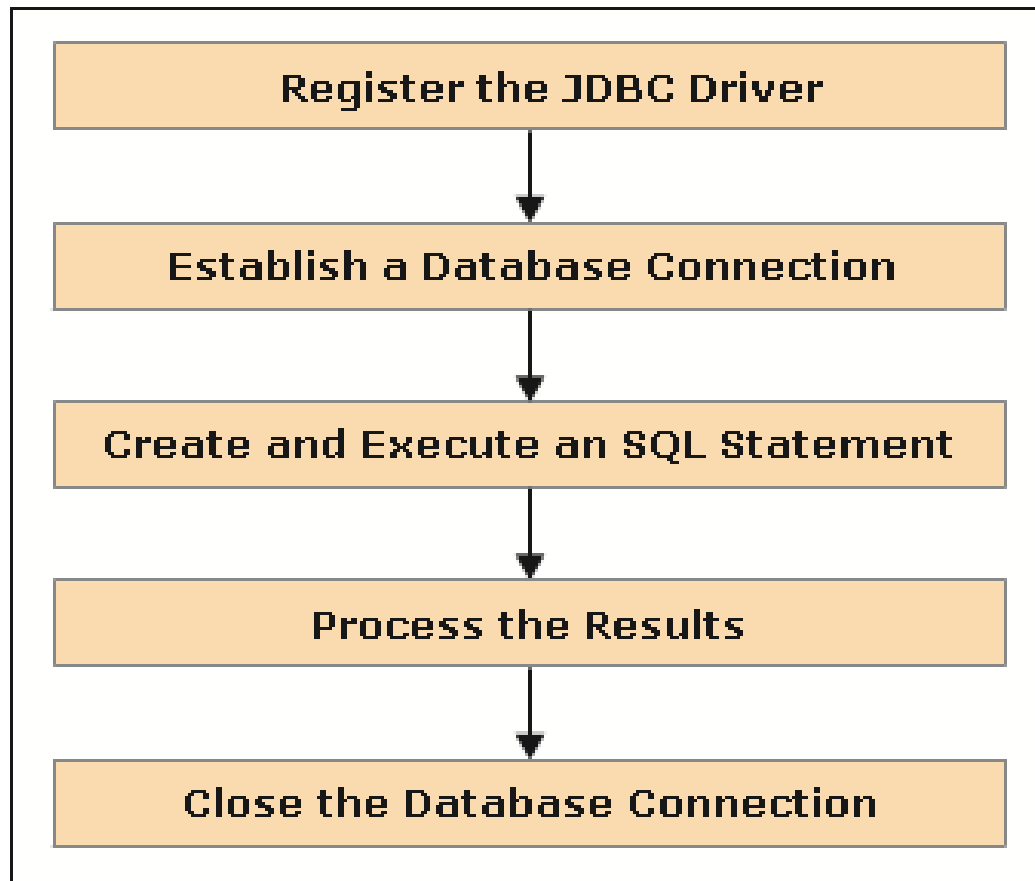 Register the JDBC Driver
Establish a Database Connection
Create and Execute an SQL Statement
Process the Results
Close the Database Connection